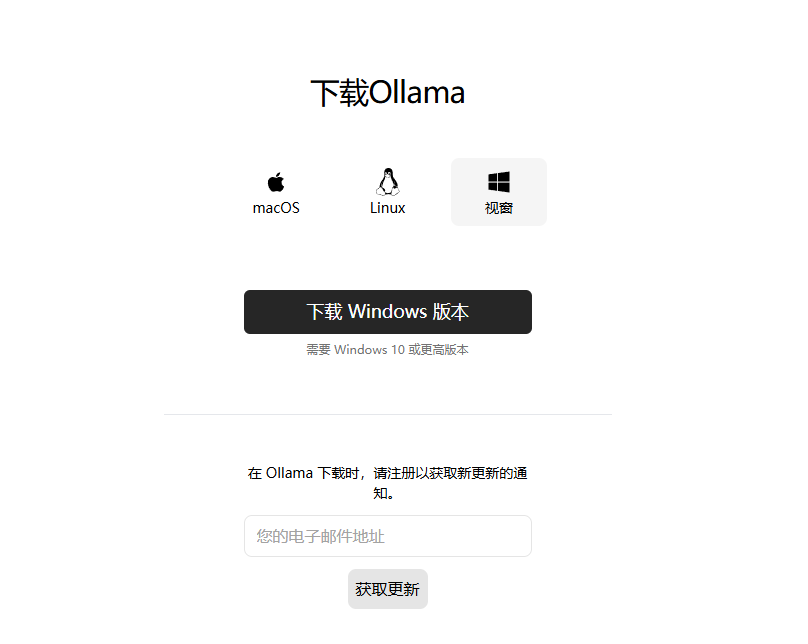 下载Ollama
macOS
Linux
视窗
下载 Windows 版本
需要 Windows 10 或更高版本
在 Ollama 下载时，请注册以获取新更新的通
知。
您的电子邮件地址
获取更新